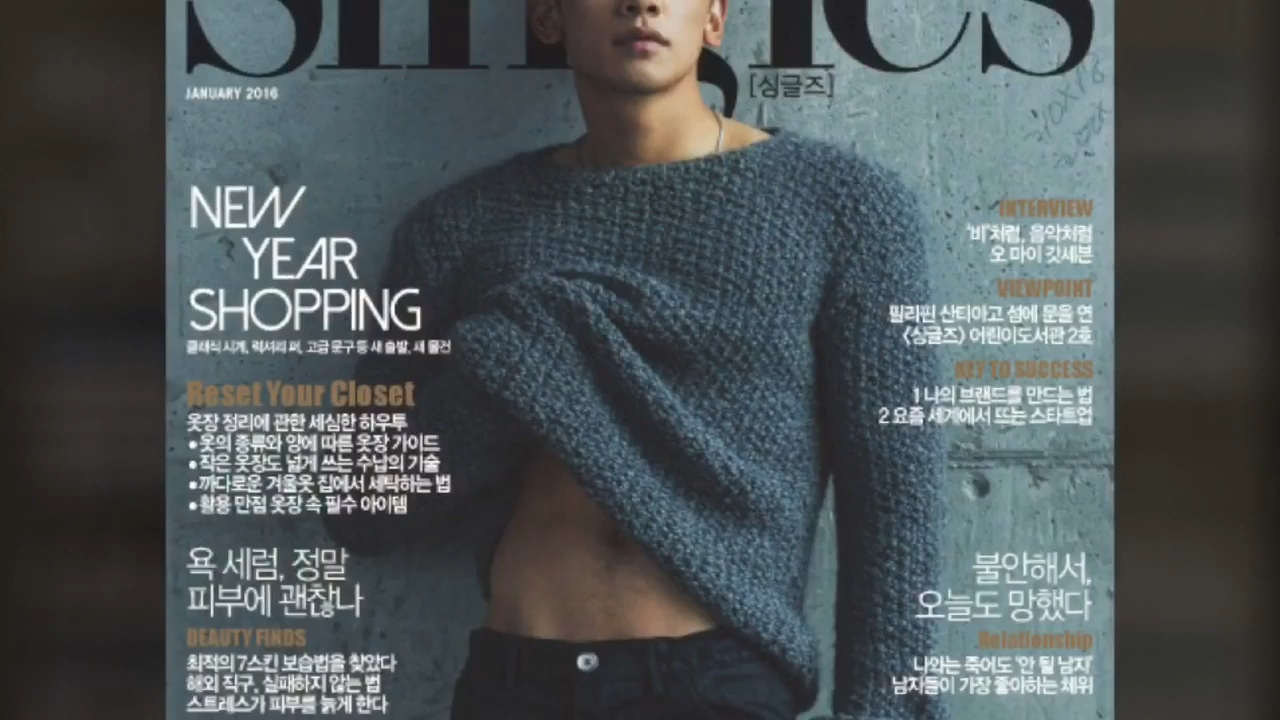 singles
[싱글즈]
JANUARY 2016
NEW
YEAR
SHOPPING
클래식 시계, 럭셔리 펜, 고급 문구 등 새 출발, 새 물건
Reset Your Closet
옷장 정리에 관한 세심한 하우투
•옷의 종류와 양에 따른 옷장 가이드
•작은 옷장도 넓게 쓰는 수납의 기술
•까다로운 겨울옷 집에서 세탁하는 법
•활용 만점 옷장 속 필수 아이템
욕 세럼, 정말
피부에 괜찮나
BEAUTY FINDS
최적의 7스킨 보습법을 찾았다
해외 직구, 실패하지 않는 법
스트레스가 피부를 늙게 한다
INTERVIEW
'비'처럼, 음악처럼
오 마이 갓세븐
VIEWPOINT
필리핀 산티아고 섬에 문을 연
<싱글즈> 어린이도서관 2호
KEY TO SUCCESS
1 나의 브랜드를 만드는 법
2 요즘 세계에서 뜨는 스타트업
불안해서,
오늘도 망했다
Relationship
나와는 죽어도 '안 될 남자'
남자들이 가장 좋아하는 체위